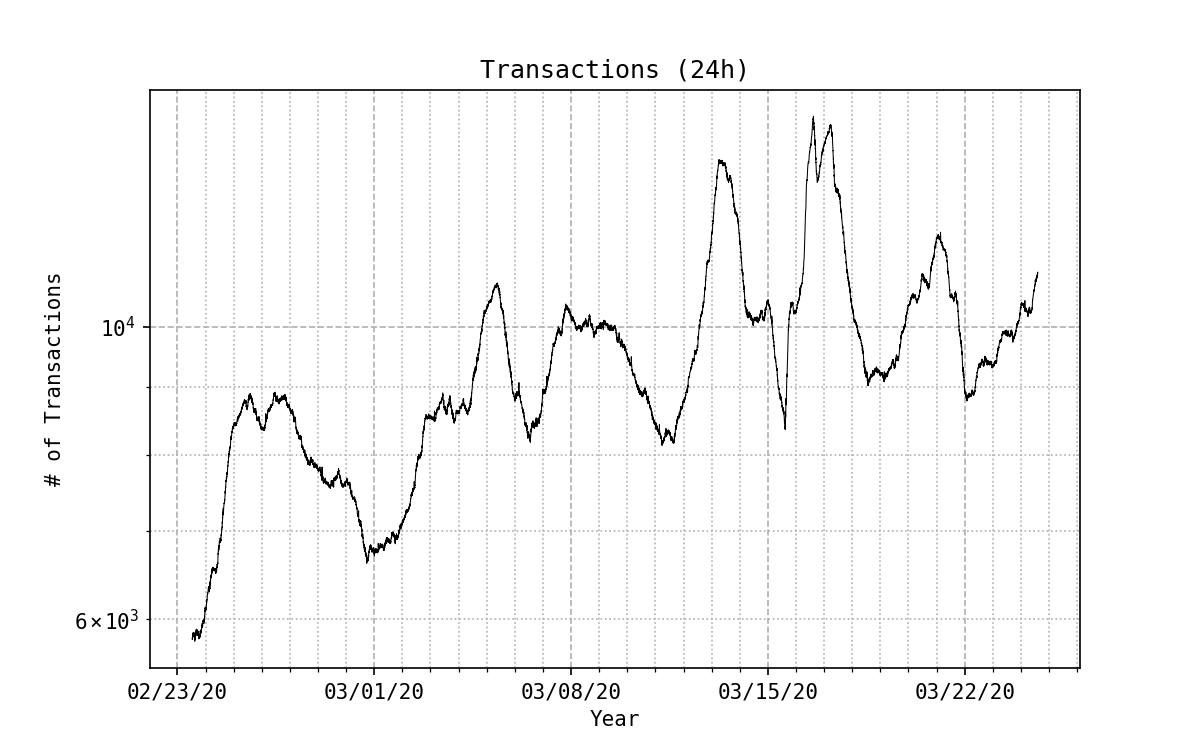 Transactions (24h)
# of Transactions
10⁴
6×10³
02/23/20 03/01/20 03/08/20 03/15/20 03/22/20
Year